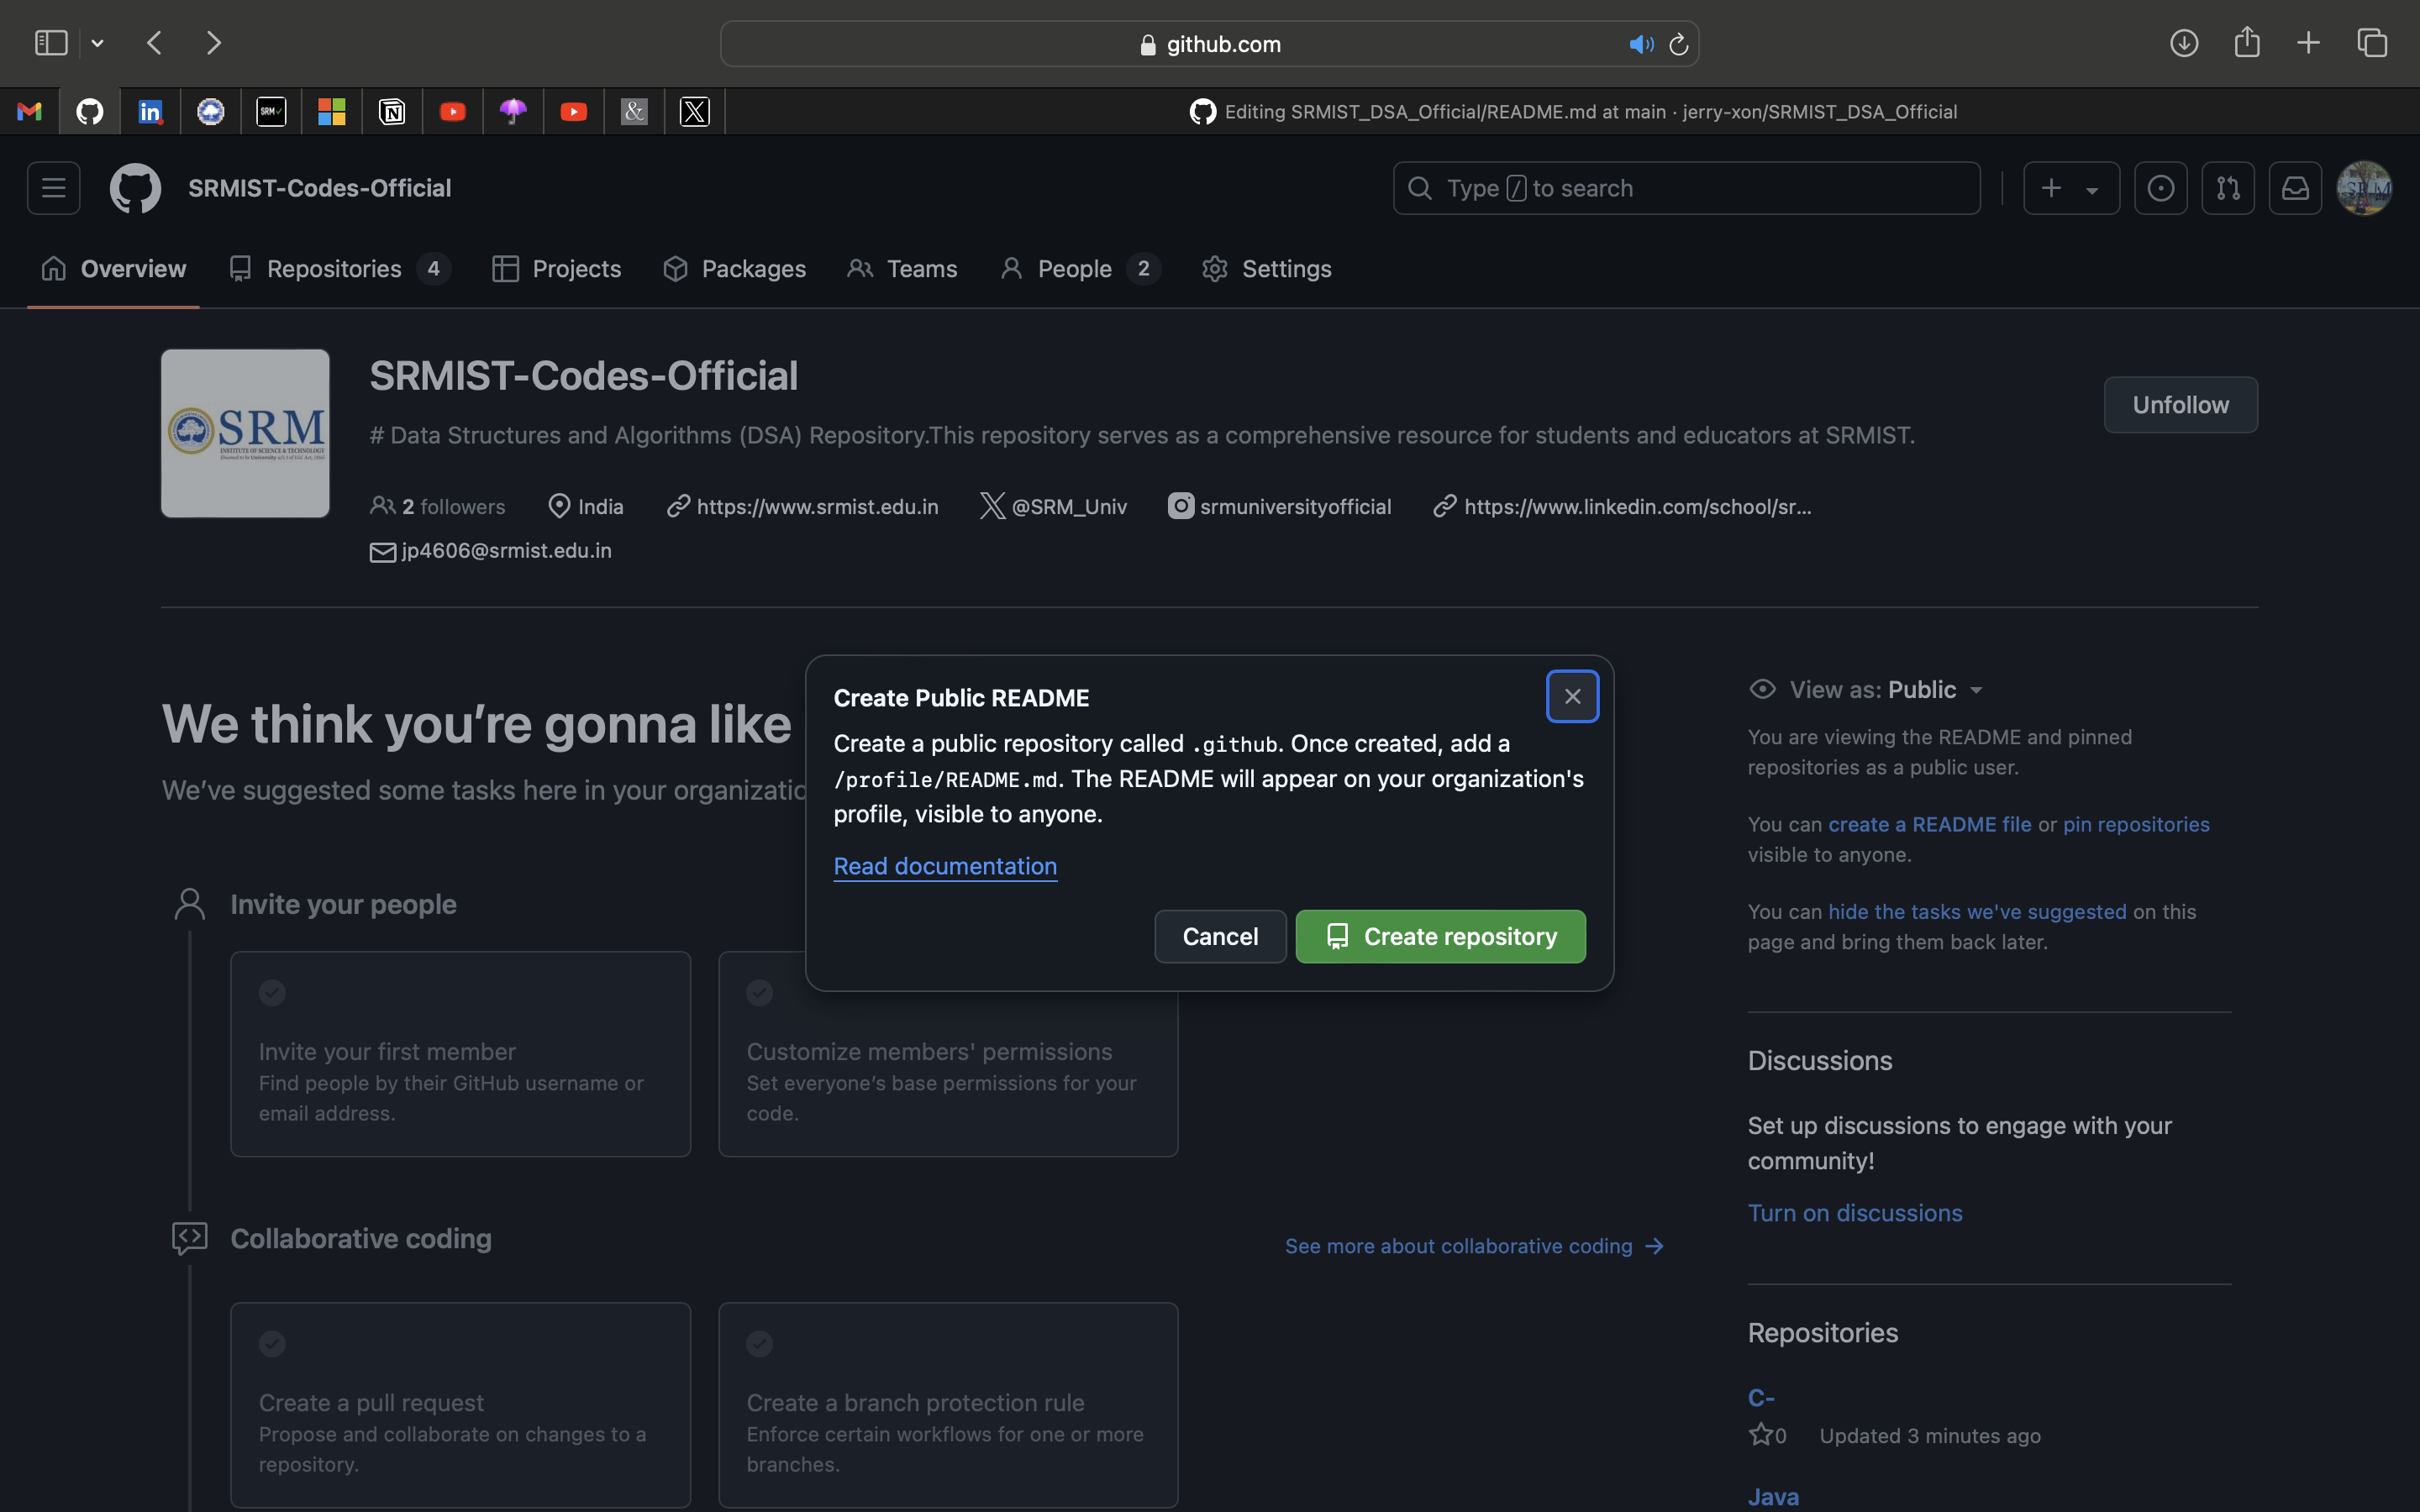 github.com
SRM
&
Editing SRMIST_DSA_Official/README.md at main · jerry-xon/SRMIST_DSA_Official
SRMIST-Codes-Official
Type / to search
Overview
Repositories 4
Projects
Packages
Teams
People 2
Settings
SRM
INSTITUTE OF SCIENCE & TECHNOLOGY
SRMIST-Codes-Official
Unfollow
# Data Structures and Algorithms (DSA) Repository.This repository serves as a comprehensive resource for students and educators at SRMIST.
2 followers
India
https://www.srmist.edu.in
@SRM_Univ
srmuniversityofficial
https://www.linkedin.com/school/sr...
jp4606@srmist.edu.in
We think you’re gonna like
We’ve suggested some tasks here in your organizatio
Create Public README
Create a public repository called .github. Once created, add a
/profile/README.md. The README will appear on your organization's
profile, visible to anyone.
Read documentation
Cancel
Create repository
View as: Public
You are viewing the README and pinned
repositories as a public user.
You can create a README file or pin repositories
visible to anyone.
You can hide the tasks we've suggested on this
page and bring them back later.
Invite your people
Invite your first member
Find people by their GitHub username or
email address.
Customize members' permissions
Set everyone’s base permissions for your
code.
Discussions
Set up discussions to engage with your
community!
Turn on discussions
Collaborative coding
See more about collaborative coding →
Create a pull request
Propose and collaborate on changes to a
repository.
Create a branch protection rule
Enforce certain workflows for one or more
branches.
Repositories
C-
0 Updated 3 minutes ago
Java